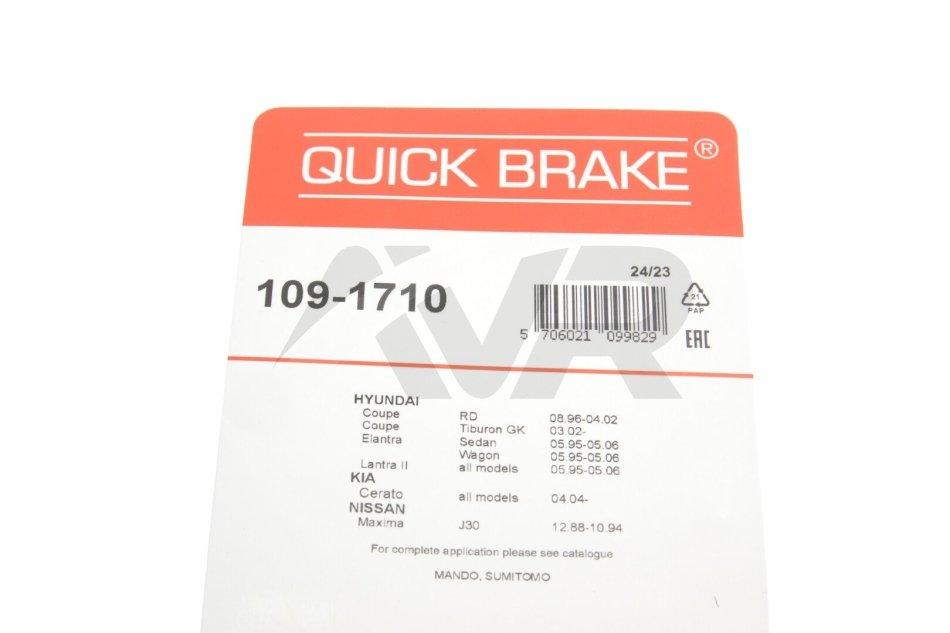 QUICK BRAKE®
24/23
109-1710
5 706021 099829
21
PAP
EAC
IVR
HYUNDAI
Coupe RD 08.96-04.02
Coupe Tiburon GK 03.02-
Elantra Sedan 05.95-05.06
Wagon 05.95-05.06
Lantra II all models 05.95-05.06
KIA
Cerato all models 04.04-
NISSAN
Maxima J30 12.88-10.94
For complete application please see catalogue
MANDO, SUMITOMO